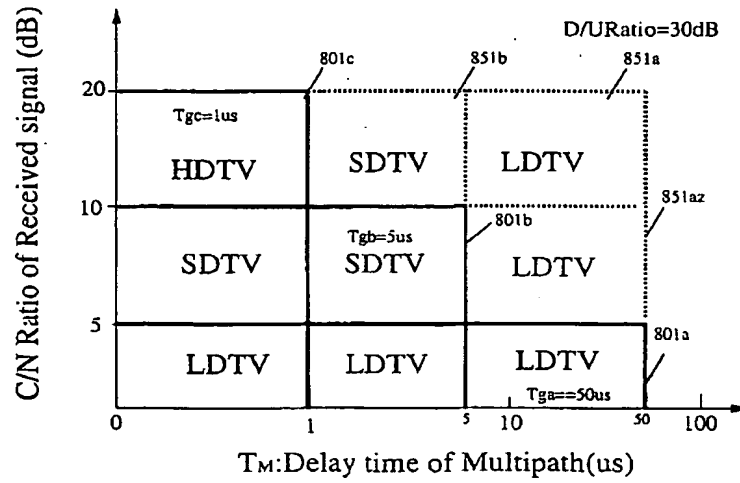 D/URatio=30dB
801c
851b
851a
20
Tgc=1us
HDTV
SDTV
LDTV
851az
10
801b
Tgb=5us
SDTV
SDTV
LDTV
5
801a
LDTV
LDTV
LDTV
Tga==50us
0
1
5
10
50
100
TM:Delay time of Multipath(us)
C/N Ratio of Received signal (dB)